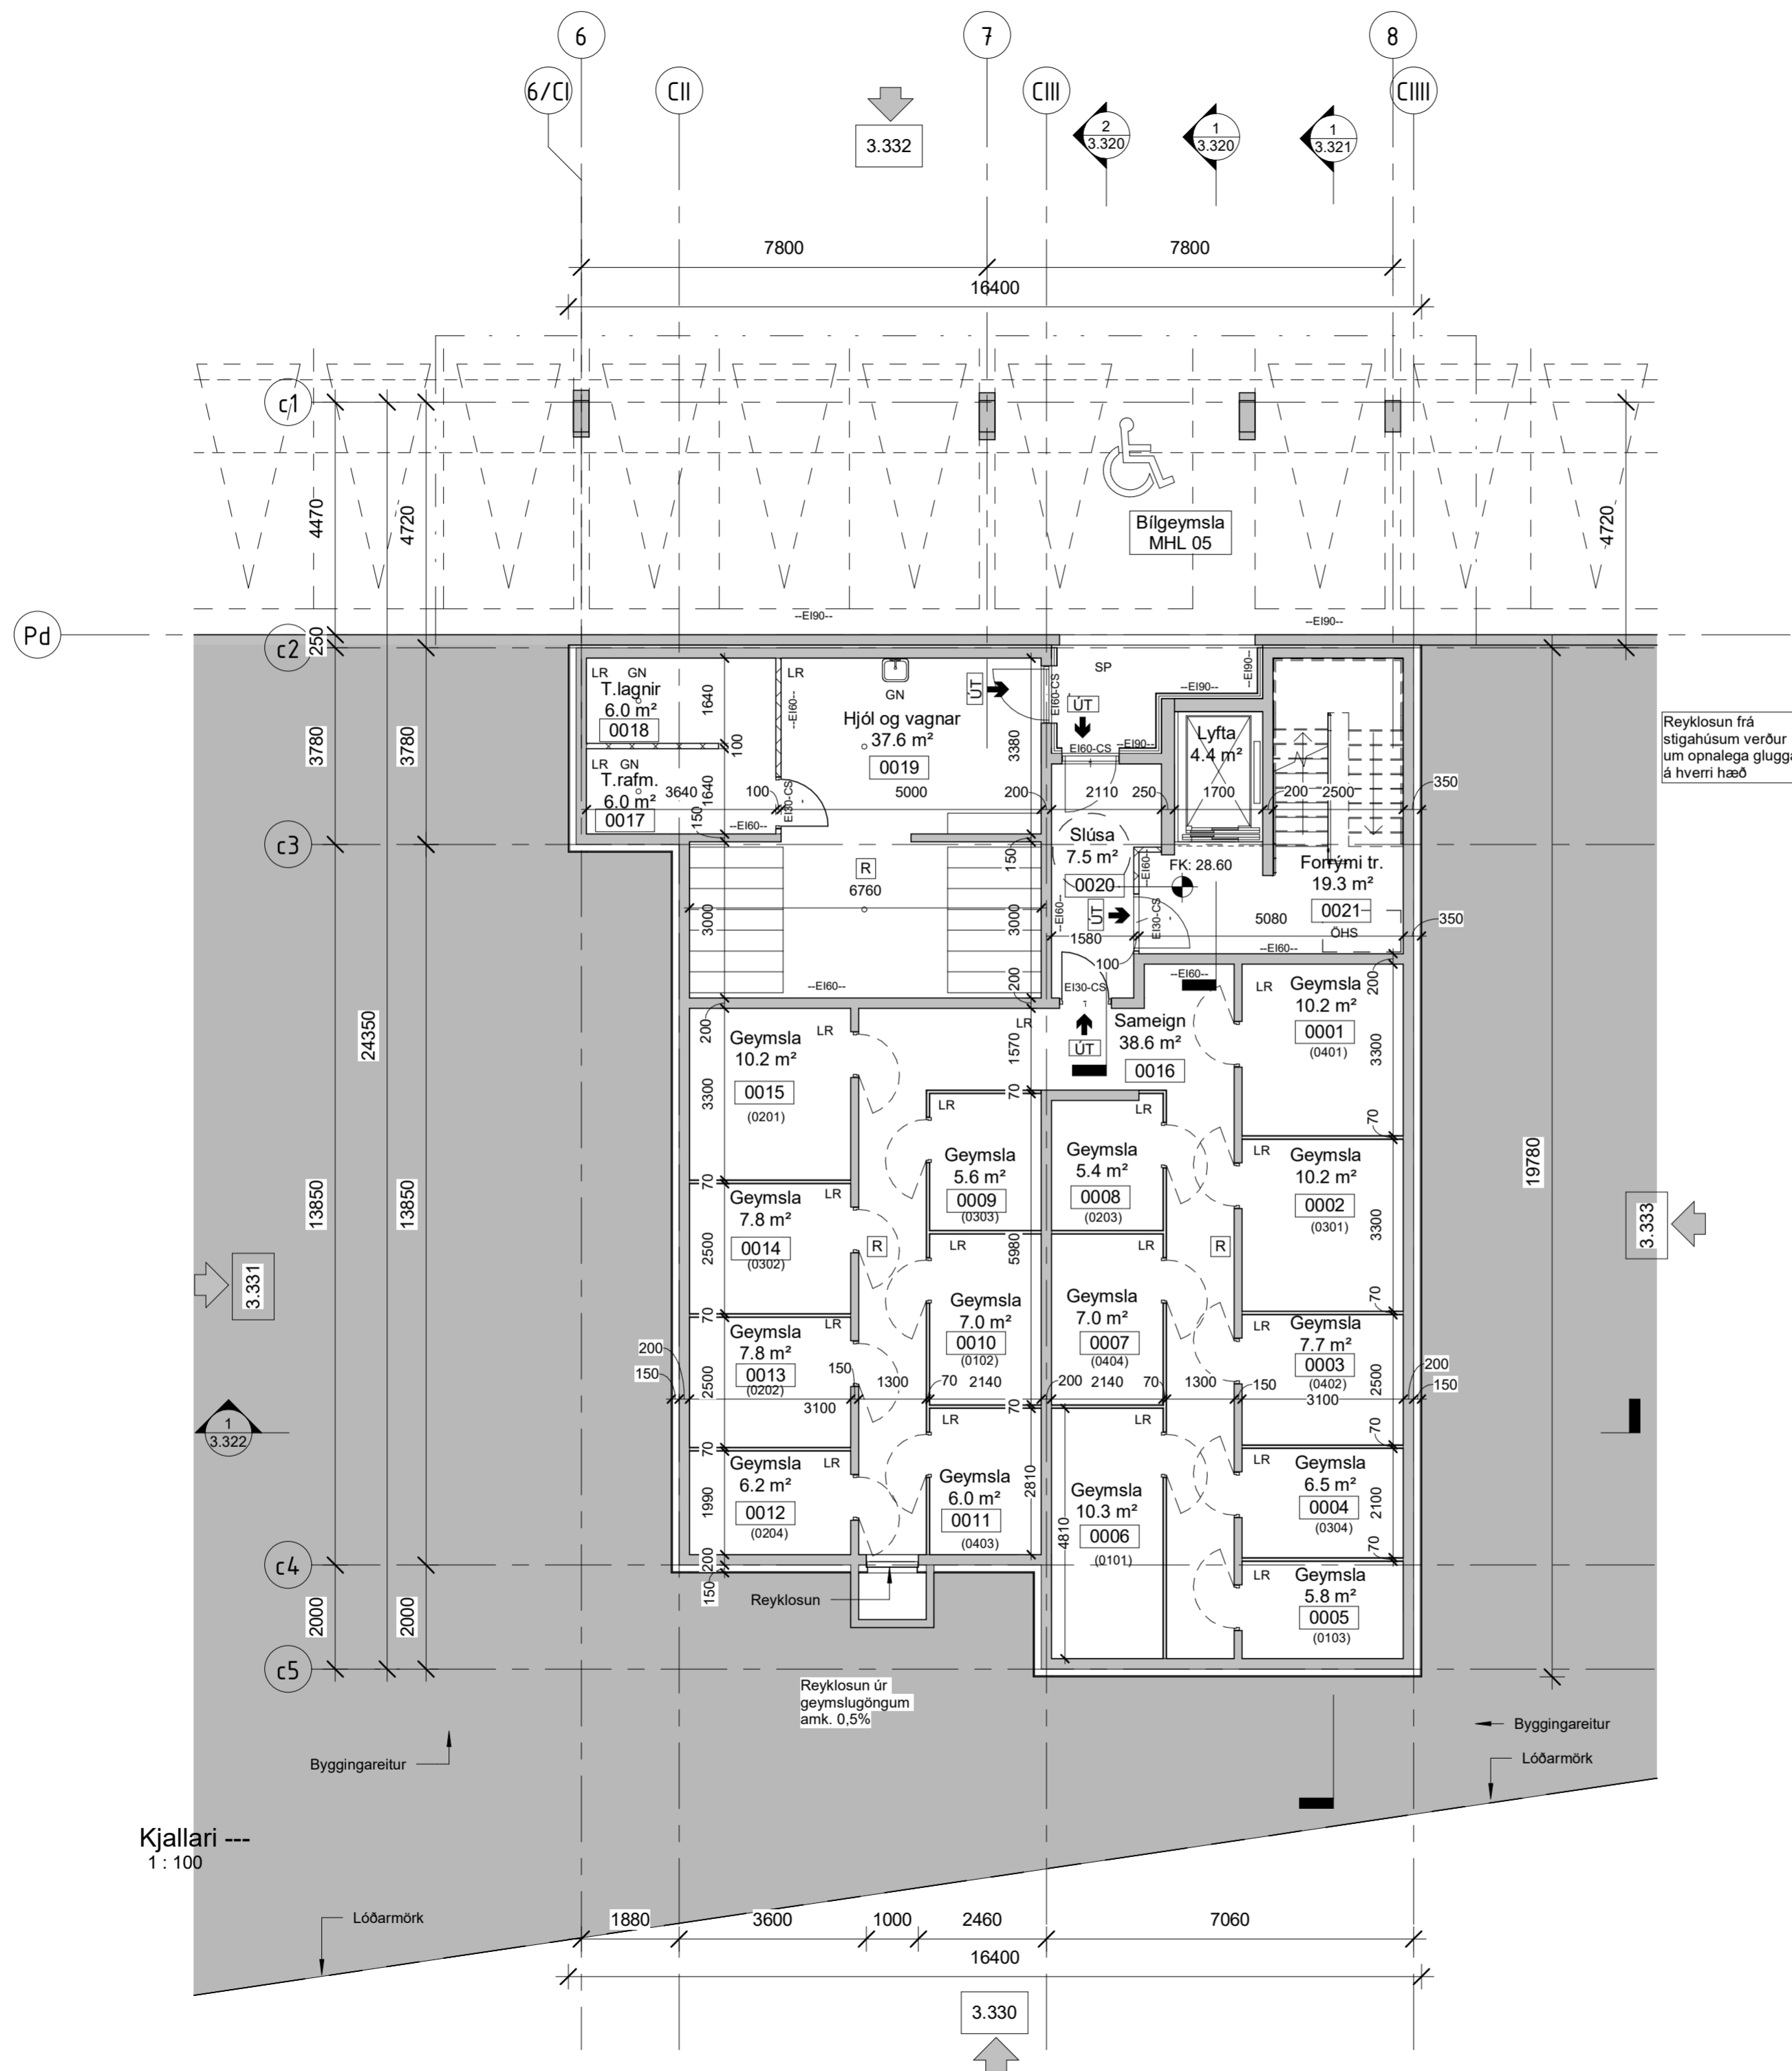 6
7
8
6/CI
CII
CIII
CIIII
3.332
2
3.320
1
3.320
1
3.321
7800
7800
16400
c1
4470
4720
4720
Bílgeymsla
MHL 05
--EI90--
--EI90--
Pd
c2
250
LR GN
T.lagnir
6.0 m²
0018
1640
100
LR
--EI60--
GN
Hjól og vagnar
37.6 m²
0019
ÚT
3380
EI60-CS
SP
ÚT
--EI90--
--EI90--
EI60-CS
--EI90--
Lyfta
4.4 m²
Reyklosun frá
stigahúsum verður
um opnalega glugga
á hverri hæð
3780
3780
LR GN
T.rafm.
6.0 m²
0017
3640
1640
150
100
EI30-CS
--EI60--
5000
200
2110
250
1700
200
2500
350
c3
Slúsa
7.5 m²
0020
150
--EI60--
FK: 28.60
Forrými tr.
19.3 m²
0021
ÖHS
R
6760
3000
3000
--EI60--
ÚT
EI30-CS
5080
350
1580
100
--EI60--
--EI60--
200
--EI60--
EI30-CS
200
24350
200
Geymsla
10.2 m²
0015
(0201)
LR
3300
LR
1570
70
ÚT
Sameign
38.6 m²
0016
LR
Geymsla
10.2 m²
0001
(0401)
3300
70
13850
13850
19780
70
Geymsla
7.8 m²
0014
(0302)
LR
2500
R
LR
Geymsla
5.6 m²
0009
(0303)
5980
LR
Geymsla
5.4 m²
0008
(0203)
R
LR
Geymsla
10.2 m²
0002
(0301)
3300
70
3.331
3.333
70
Geymsla
7.8 m²
0013
(0202)
LR
2500
LR
Geymsla
7.0 m²
0010
(0102)
LR
Geymsla
7.0 m²
0007
(0404)
LR
Geymsla
7.7 m²
0003
(0402)
2500
200
150
3100
150
1300
70
2140
70
200
2140
70
1300
150
3100
200
150
1
3.322
70
Geymsla
6.2 m²
0012
(0204)
LR
1990
LR
Geymsla
6.0 m²
0011
(0403)
2810
LR
Geymsla
10.3 m²
0006
(0101)
4810
70
LR
Geymsla
6.5 m²
0004
(0304)
2100
70
c4
200
150
Reyklosun
LR
Geymsla
5.8 m²
0005
(0103)
2000
2000
c5
Reyklosun úr
geymslugöngum
amk. 0,5%
Byggingareitur
Byggingareitur
Lóðarmörk
Kjallari ---
1 : 100
Lóðarmörk
1880
3600
1000
2460
7060
16400
3.330